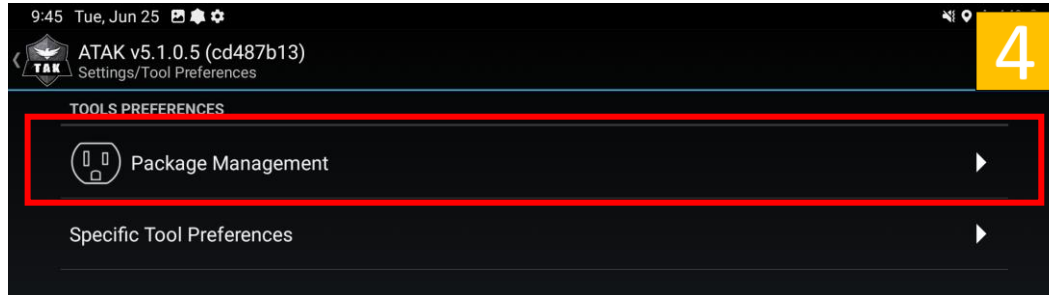 9:45 Tue, Jun 25
4
ATAK v5.1.0.5 (cd487b13)
TAK
Settings/Tool Preferences
TOOLS PREFERENCES
Package Management
Specific Tool Preferences